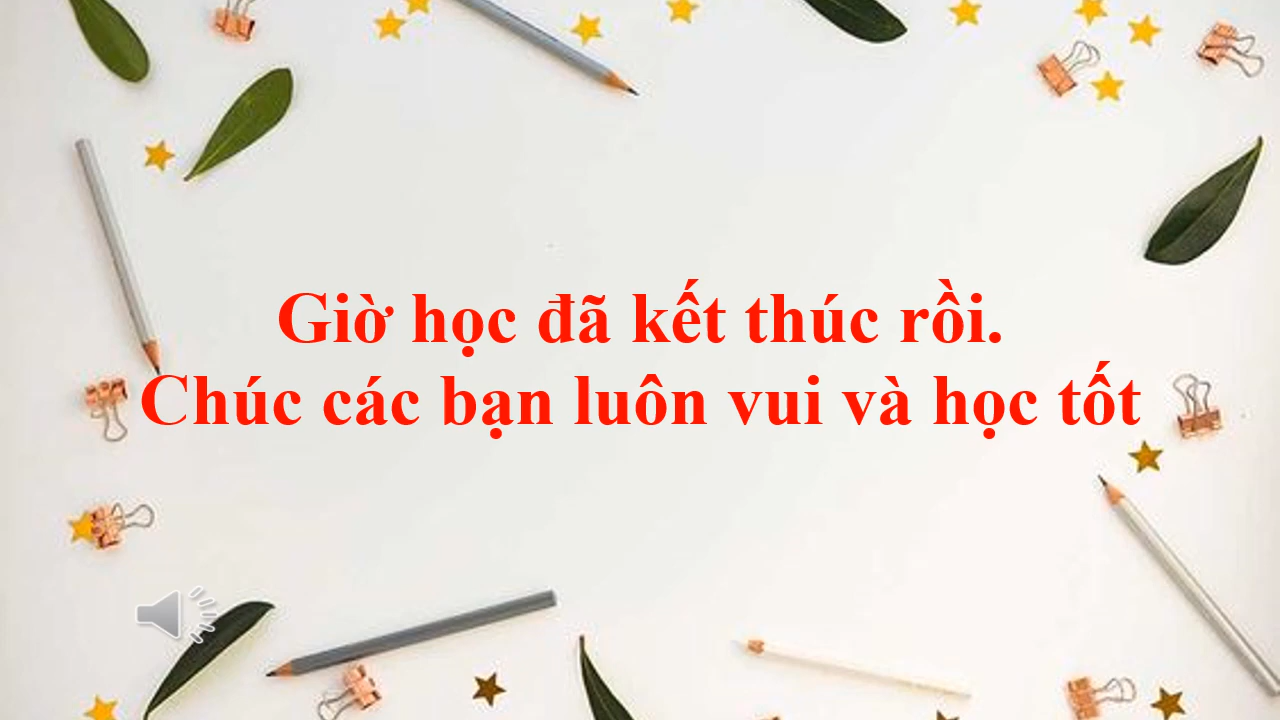 Giờ học đã kết thúc rồi.
Chúc các bạn luôn vui và học tốt